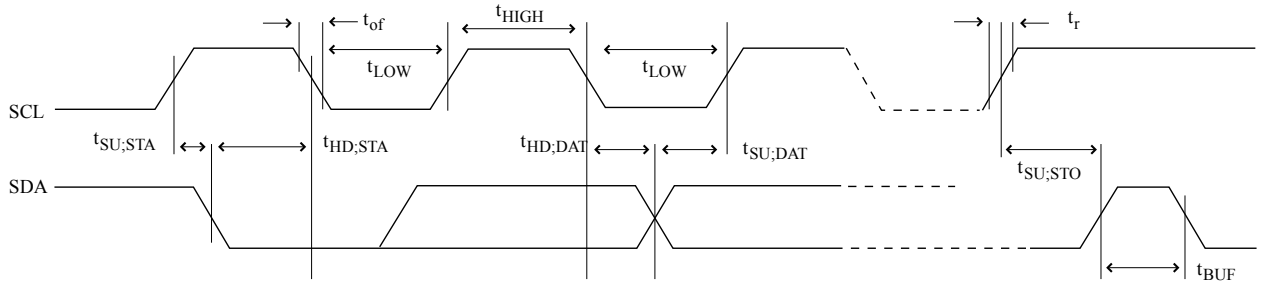 t_of
t_HIGH
t_r
t_LOW
t_LOW
SCL
t_SU;STA
t_HD;STA
t_HD;DAT
t_SU;DAT
t_SU;STO
SDA
t_BUF